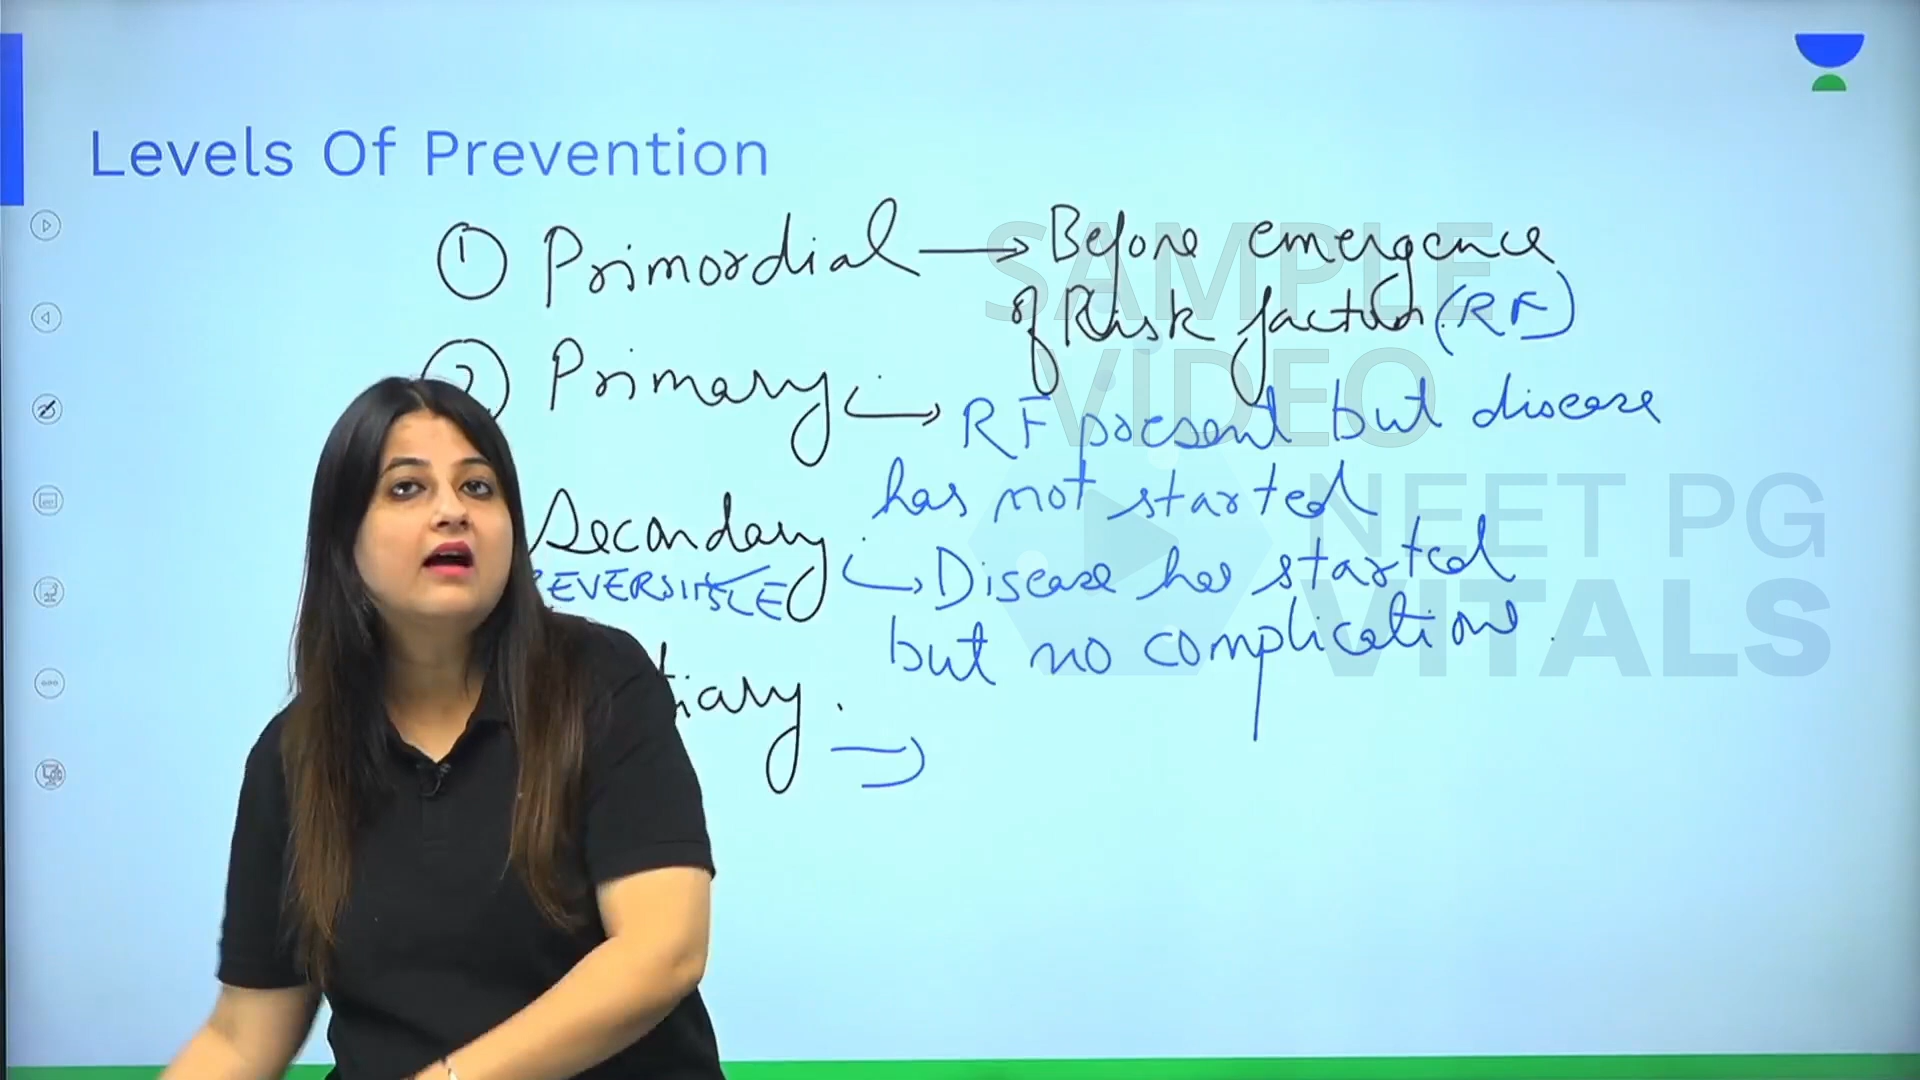 Levels Of Prevention
① Primordial → Before emergence
of Risk factor (RF)
② Primary → RF present but disease
has not started
Secondary → Disease has started
REVERSIBLE
but no complication
tiary.
SAMPLE
VIDEO
NEET PG
VITALS